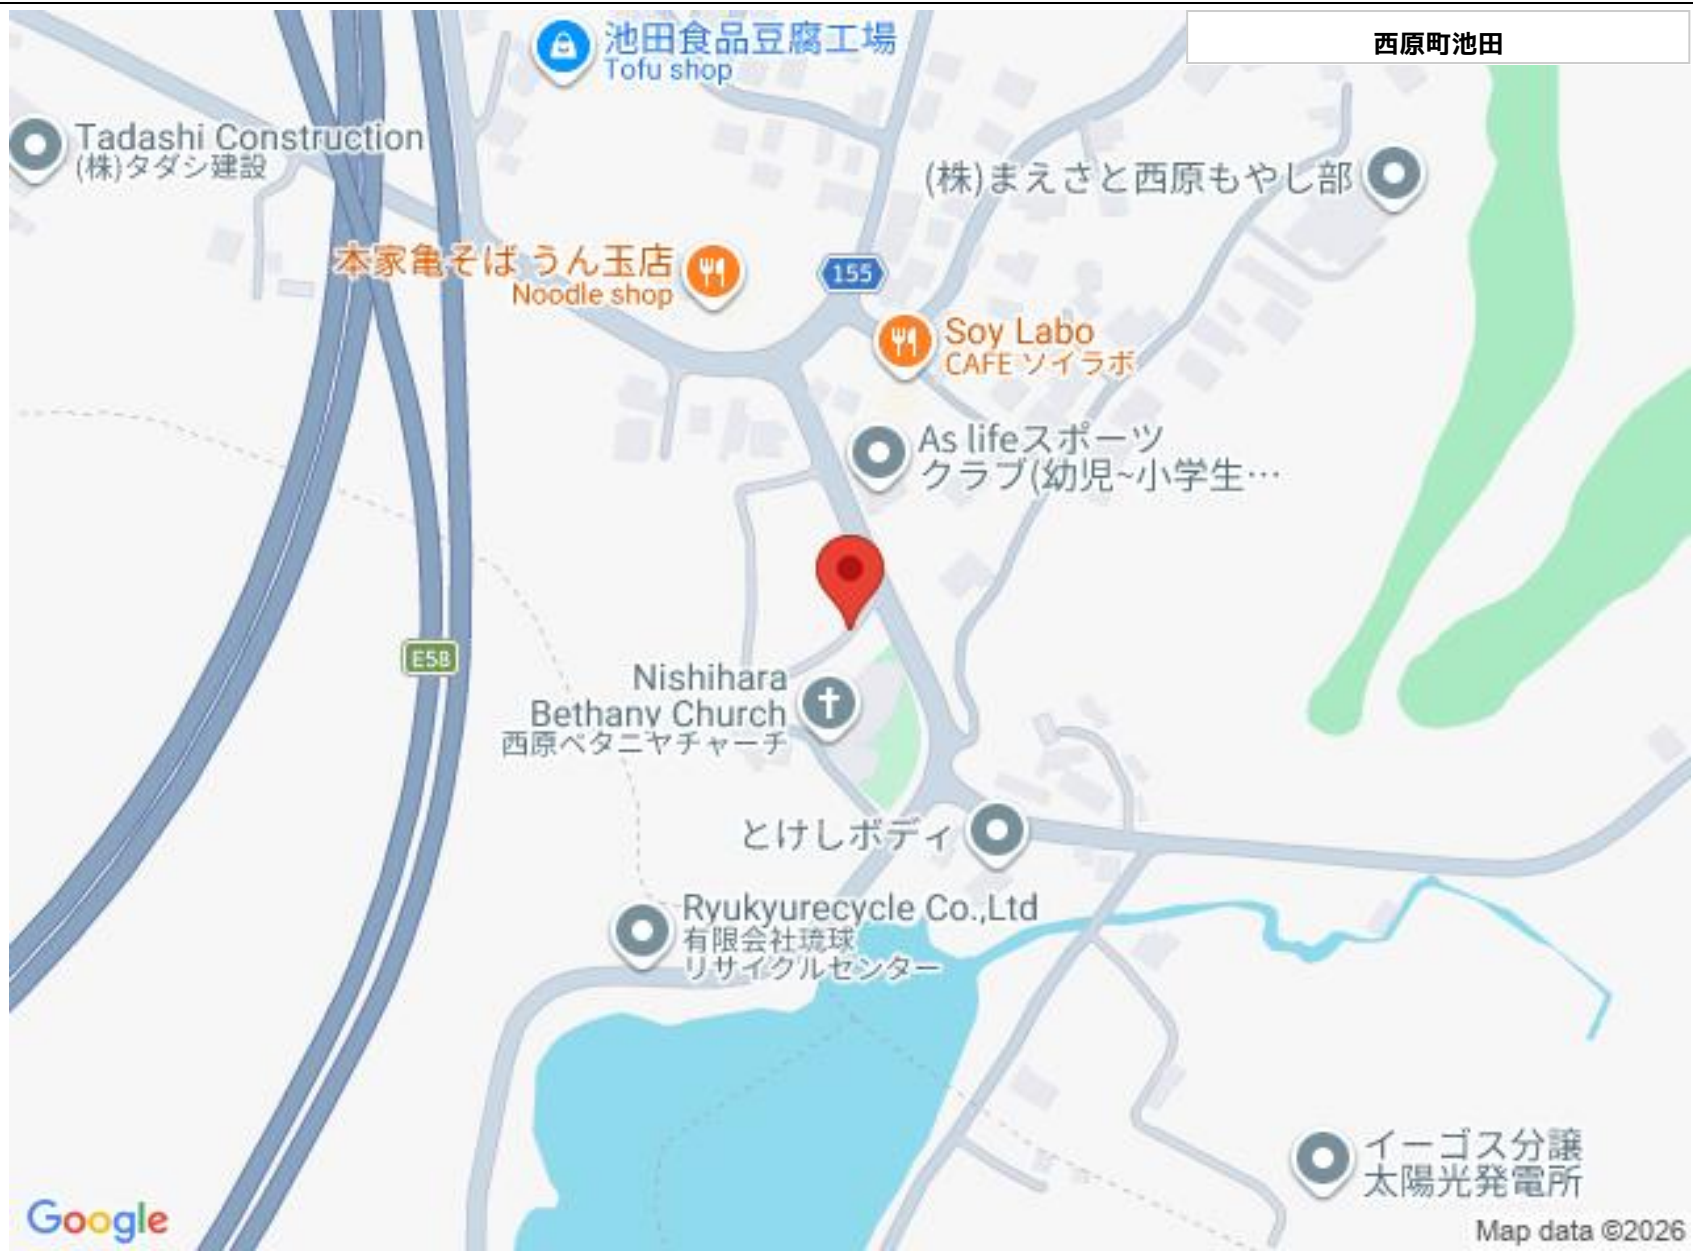 西原町池田
池田食品豆腐工場
Tofu shop
Tadashi Construction
(株)タダシ建設
(株)まえさと西原もやし部
本家亀そば うん玉店
Noodle shop
155
Soy Labo
CAFE ソイラボ
As lifeスポーツ
クラブ(幼児~小学生…
E58
Nishihara
Bethany Church
西原ベタニヤチャーチ
とけしボディ
Ryukyurecycle Co.,Ltd
有限会社琉球
リサイクルセンター
イーゴス分譲
太陽光発電所
Google
Map data ©2026